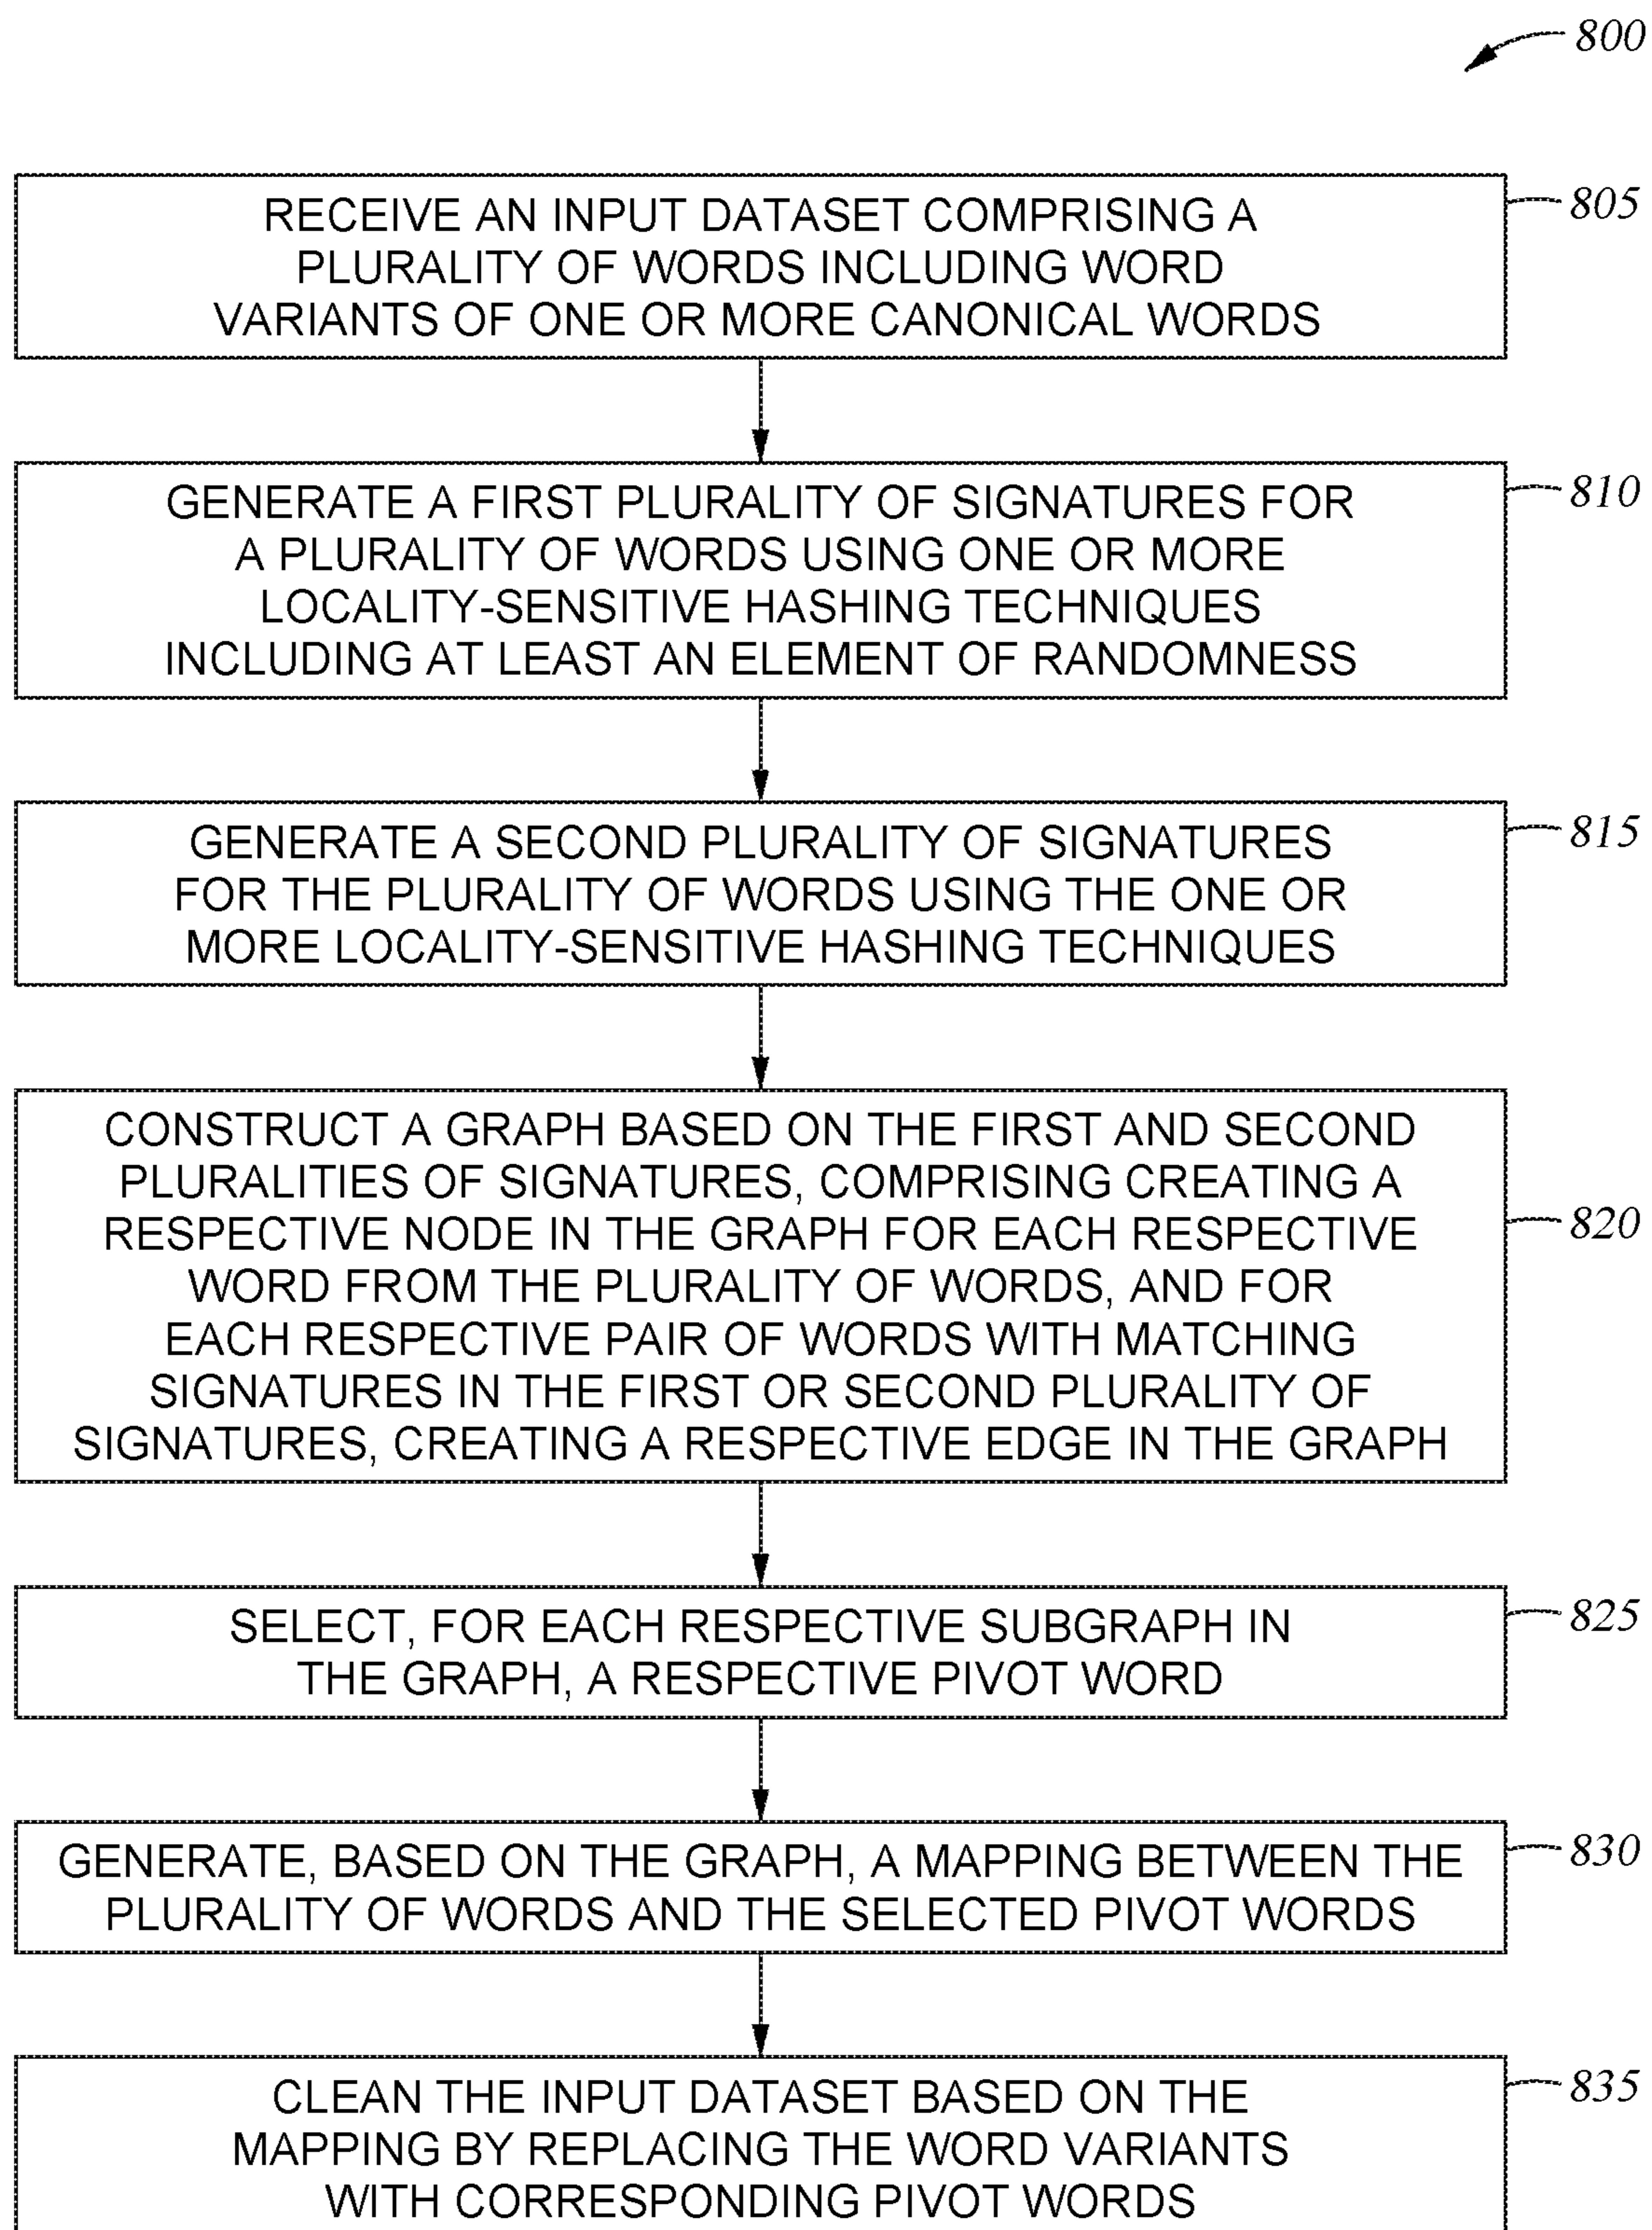 800
RECEIVE AN INPUT DATASET COMPRISING A
PLURALITY OF WORDS INCLUDING WORD
VARIANTS OF ONE OR MORE CANONICAL WORDS
805
GENERATE A FIRST PLURALITY OF SIGNATURES FOR
A PLURALITY OF WORDS USING ONE OR MORE
LOCALITY-SENSITIVE HASHING TECHNIQUES
INCLUDING AT LEAST AN ELEMENT OF RANDOMNESS
810
GENERATE A SECOND PLURALITY OF SIGNATURES
FOR THE PLURALITY OF WORDS USING THE ONE OR
MORE LOCALITY-SENSITIVE HASHING TECHNIQUES
815
CONSTRUCT A GRAPH BASED ON THE FIRST AND SECOND
PLURALITIES OF SIGNATURES, COMPRISING CREATING A
RESPECTIVE NODE IN THE GRAPH FOR EACH RESPECTIVE
WORD FROM THE PLURALITY OF WORDS, AND FOR
EACH RESPECTIVE PAIR OF WORDS WITH MATCHING
SIGNATURES IN THE FIRST OR SECOND PLURALITY OF
SIGNATURES, CREATING A RESPECTIVE EDGE IN THE GRAPH
820
SELECT, FOR EACH RESPECTIVE SUBGRAPH IN
THE GRAPH, A RESPECTIVE PIVOT WORD
825
GENERATE, BASED ON THE GRAPH, A MAPPING BETWEEN THE
PLURALITY OF WORDS AND THE SELECTED PIVOT WORDS
830
CLEAN THE INPUT DATASET BASED ON THE
MAPPING BY REPLACING THE WORD VARIANTS
WITH CORRESPONDING PIVOT WORDS
835